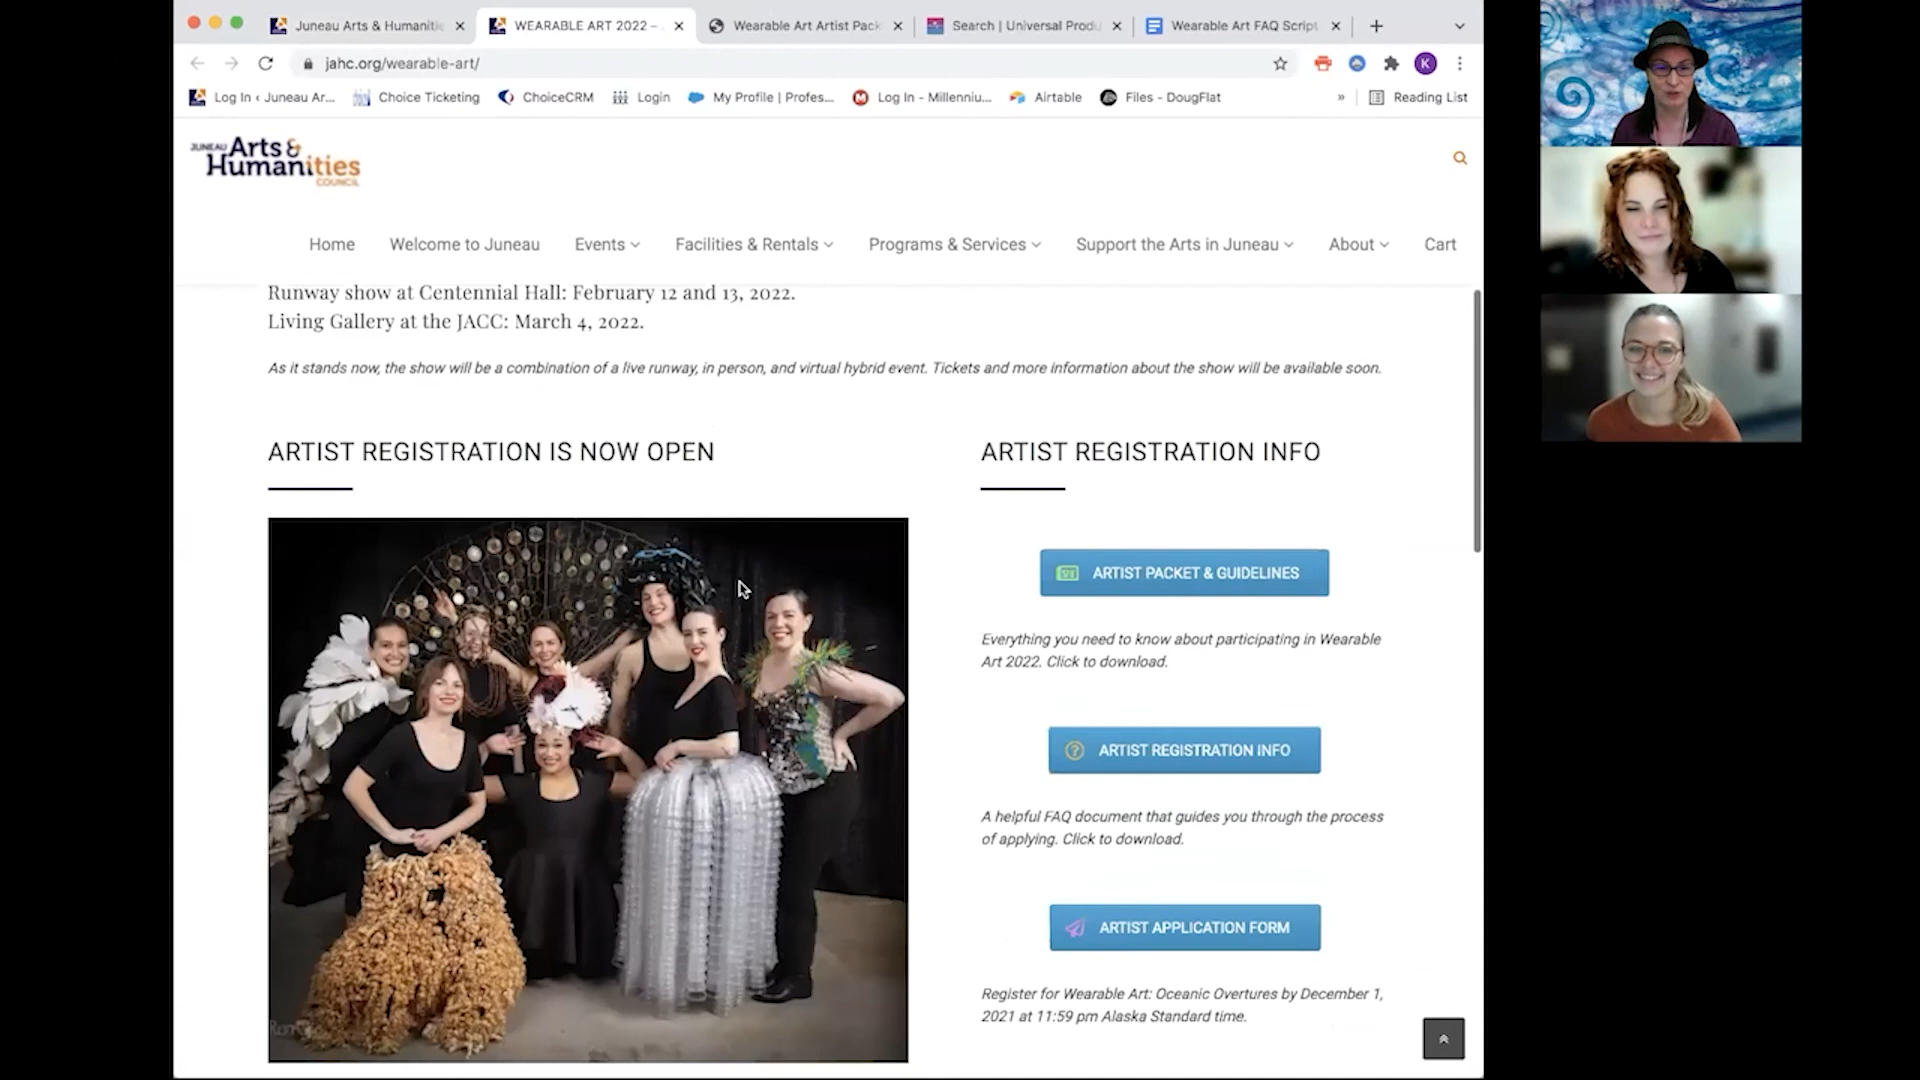 Juneau Arts & Humanitie
WEARABLE ART 2022 –
Wearable Art Artist Pack
Search | Universal Produ
Wearable Art FAQ Script
jahc.org/wearable-art/
K
Log In ‹ Juneau Ar...
Choice Ticketing
ChoiceCRM
Login
My Profile | Profes...
Log In - Millenniu...
Airtable
Files - DougFlat
»
Reading List
JUNEAU Arts &
Humanities
COUNCIL
Home
Welcome to Juneau
Events
Facilities & Rentals
Programs & Services
Support the Arts in Juneau
About
Cart
Runway show at Centennial Hall: February 12 and 13, 2022.
Living Gallery at the JACC: March 4, 2022.
As it stands now, the show will be a combination of a live runway, in person, and virtual hybrid event. Tickets and more information about the show will be available soon.
ARTIST REGISTRATION IS NOW OPEN
ARTIST REGISTRATION INFO
ARTIST PACKET & GUIDELINES
Everything you need to know about participating in Wearable
Art 2022. Click to download.
ARTIST REGISTRATION INFO
A helpful FAQ document that guides you through the process
of applying. Click to download.
ARTIST APPLICATION FORM
Register for Wearable Art: Oceanic Overtures by December 1,
2021 at 11:59 pm Alaska Standard time.